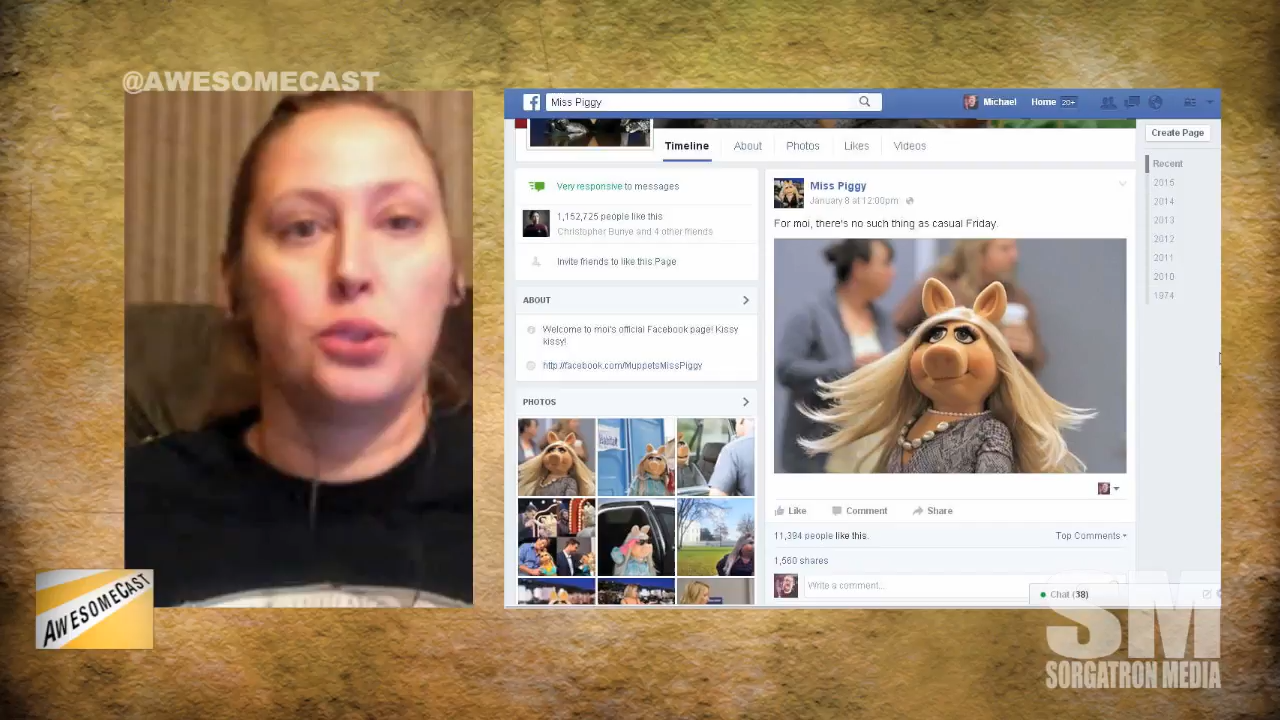 @AWESOMECAST
Miss Piggy
Michael
Home 20+
Timeline
About
Photos
Likes
Videos
Create Page
Recent
2015
2014
2013
2012
2011
2010
1974
Very responsive to messages
1,152,725 people like this
Christopher Bunye and 4 other friends
Invite friends to like this Page
ABOUT
Welcome to moi's official Facebook page! Kissy
kissy!
http://facebook.com/MuppetsMissPiggy
PHOTOS
Miss Piggy
January 8 at 12:00pm
For moi, there's no such thing as casual Friday.
Like
Comment
Share
11,394 people like this.
Top Comments
1,560 shares
Write a comment...
Chat (38)
AWESOMECAST
SM
SORGATRON MEDIA